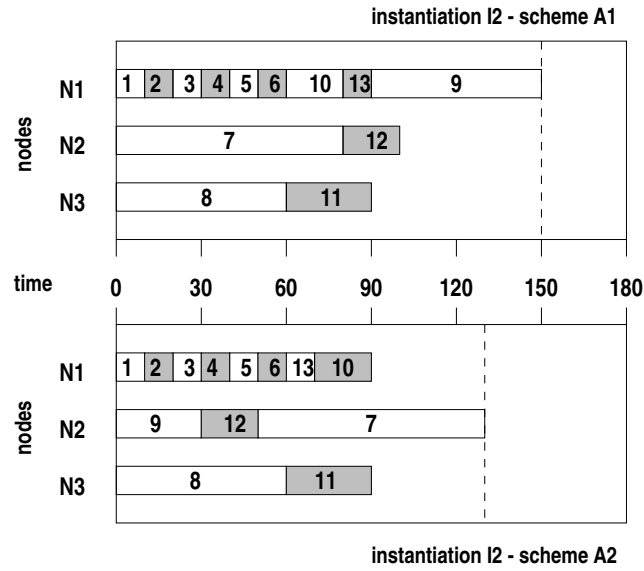 instantiation I2 - scheme A1
nodes
N1 1 2 3 4 5 6 10 13 9
N2 7 12
N3 8 11
time 0 30 60 90 120 150 180
nodes
N1 1 2 3 4 5 6 13 10
N2 9 12 7
N3 8 11
instantiation I2 - scheme A2